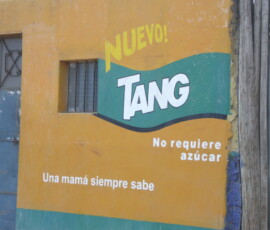 NUEVO!
TANG
No requiere
azúcar
Una mamá siempre sabe